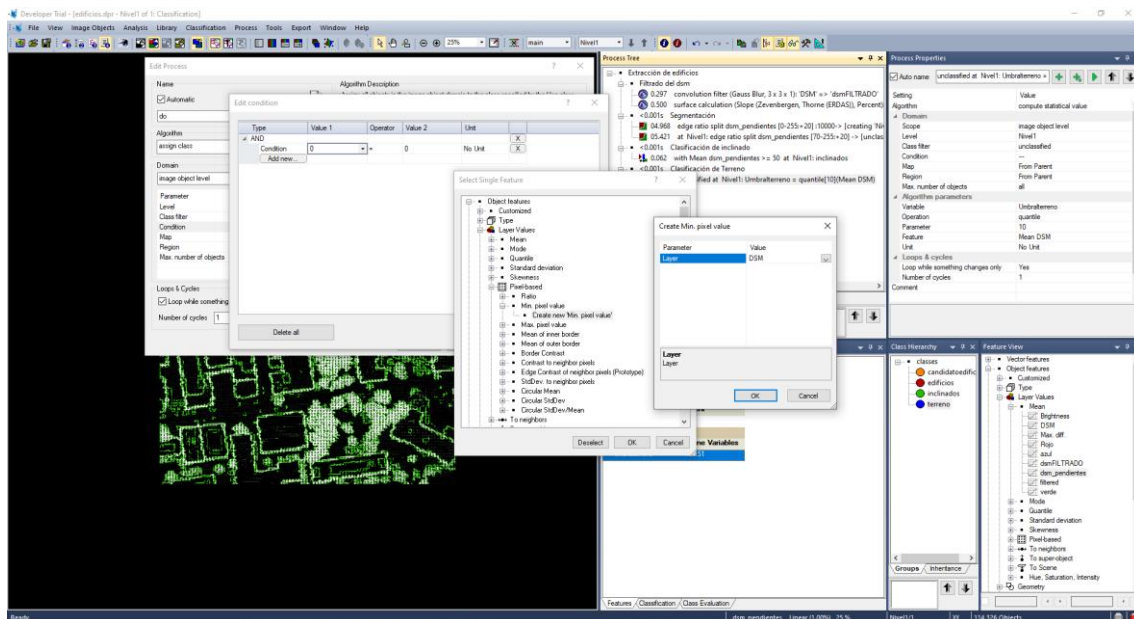 Developer Trial - [edificios.dpr - Nivel1 of 1: Classification]
File View Image Objects Analysis Library Classification Process Tools Export Window Help
25% main Nivel1
Edit Process
Name
Automatic
do
Algorithm
assign class
Domain
image object level
Parameter
Level
Class filter
Condition
Map
Region
Max. number of objects
Loops & Cycles
Loop while something
Number of cycles 1
Algorithm Description
Edit condition
Type Value 1 Operator Value 2 Unit
AND X
Condition 0 = 0 No Unit X
Add new...
Delete all
Select Single Feature
Object features
Customized
Type
Layer Values
Mean
Mode
Quantile
Standard deviation
Skewness
Pixel-based
Ratio
Min. pixel value
Create new 'Min. pixel value'
Max. pixel value
Mean of inner border
Mean of outer border
Border Contrast
Contrast to neighbor pixels
Edge Contrast of neighbor pixels (Prototype)
StdDev. to neighbor pixels
Circular Mean
Circular StdDev
Circular StdDev/Mean
To neighbors
Deselect OK Cancel
Create Min. pixel value
Parameter Value
Layer DSM
Layer
Layer
OK Cancel
Process Tree
Extracción de edificios
Filtrado del dsm
0.297 convolution filter (Gauss Blur, 3 x 3 x 1): 'DSM' => 'dsmFILTRADO'
0.500 surface calculation (Slope (Zevenbergen, Thorne (ERDAS)), Percent)
<0.001s Segmentación
04.968 edge ratio split dsm_pendientes [0-255:+20] :10000-> [creating 'Ni
05.421 at Nivel1: edge ratio split dsm_pendientes [70-255:+20] -> [unclas
<0.001s Clasificación de inclinado
0.062 with Mean dsm_pendientes >= 50 at Nivel1: inclinados
<0.001s Clasificación de Terreno
ified at Nivel1: Umbralterreno = quantile[10](Mean DSM)
ne Variables
Features Classification Class Evaluation
Process Properties
Auto name unclassified at Nivel1: Umbralterreno =
Setting Value
Algorithm compute statistical value
Domain
Scope image object level
Level Nivel1
Class filter unclassified
Condition ---
Map From Parent
Region From Parent
Max. number of objects all
Algorithm parameters
Variable Umbralterreno
Operation quantile
Parameter 10
Feature Mean DSM
Unit No Unit
Loops & cycles
Loop while something changes only Yes
Number of cycles 1
Comment
Class Hierarchy
classes
candidatoedific
edificios
inclinados
terreno
Groups Inheritance
Feature View
Vector features
Object features
Customized
Type
Layer Values
Mean
Brightness
DSM
Max. diff.
Rojo
azul
dsmFILTRADO
dsm_pendientes
filtered
verde
Mode
Quantile
Standard deviation
Skewness
Pixel-based
To neighbors
To super-object
To Scene
Hue, Saturation, Intensity
Geometry
Ready
dsm_pendientes Linear (1.00%) 25 % Nivel1/1 XY 314,326 Objects